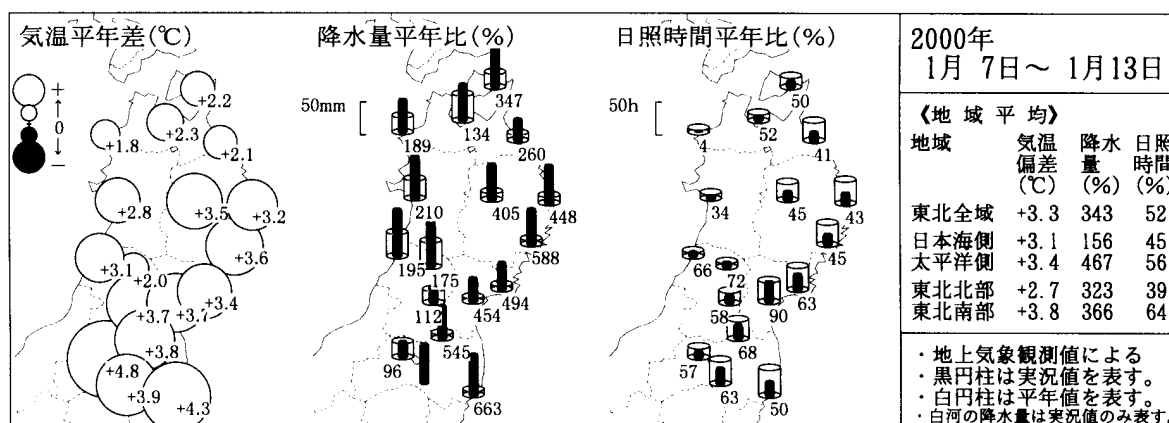 気温平年差(℃)
+
↑
0
↓
−
+2.2
+2.3
+1.8
+2.1
+2.8
+3.5
+3.2
+3.6
+3.1
+2.0
+3.4
+3.7
+3.7
+3.8
+4.8
+3.9
+4.3
降水量平年比(%)
50mm
347
134
189
260
210
405
448
588
195
175
494
454
112
545
96
663
日照時間平年比(%)
50h
50
52
4
41
34
45
43
45
66
72
63
90
58
68
57
63
50
2000年
1月 7日〜 1月13日
《地 域 平 均》
地域 気温 降水 日照
偏差 量 時間
(℃) (%) (%)
東北全域 +3.3 343 52
日本海側 +3.1 156 45
太平洋側 +3.4 467 56
東北北部 +2.7 323 39
東北南部 +3.8 366 64
・地上気象観測値による
・黒円柱は実況値を表す。
・白円柱は平年値を表す。
・白河の降水量は実況値のみ表す。